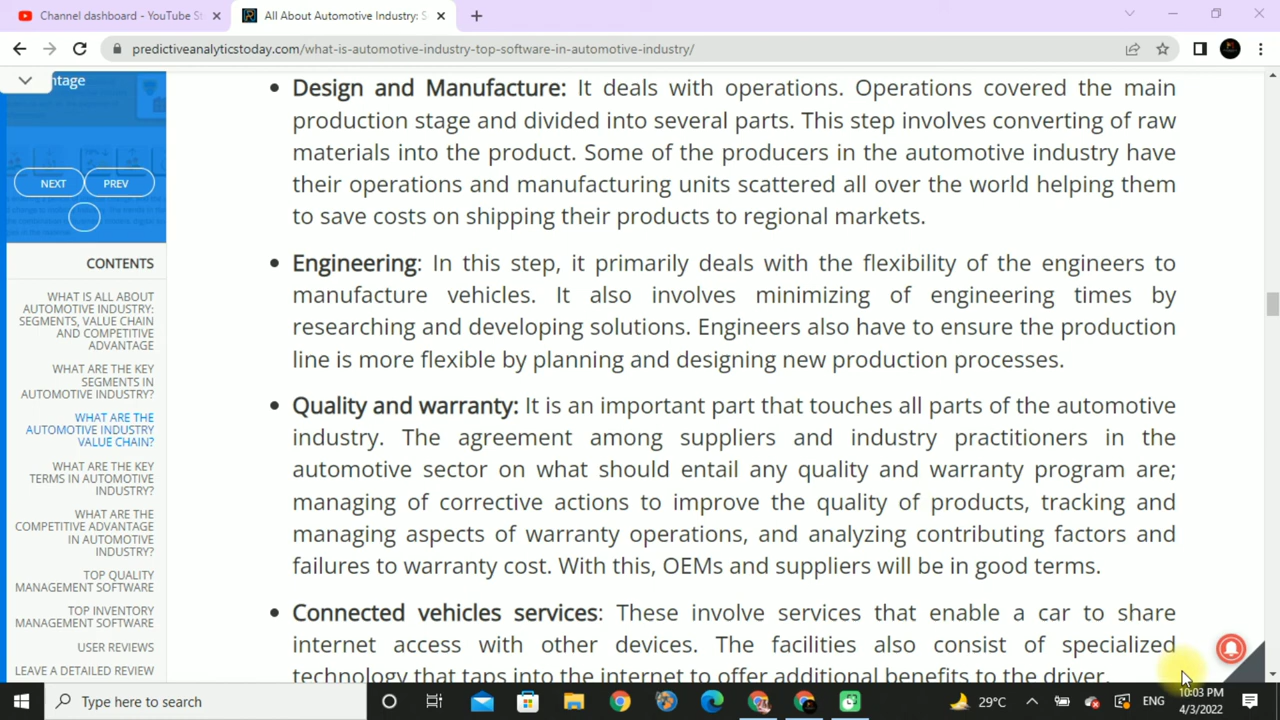 Channel dashboard - YouTube St
All About Automotive Industry: S
predictiveanalyticstoday.com/what-is-automotive-industry-top-software-in-automotive-industry/
ntage
NEXT
PREV
CONTENTS
WHAT IS ALL ABOUT
AUTOMOTIVE INDUSTRY:
SEGMENTS, VALUE CHAIN
AND COMPETITIVE
ADVANTAGE
WHAT ARE THE KEY
SEGMENTS IN
AUTOMOTIVE INDUSTRY?
WHAT ARE THE
AUTOMOTIVE INDUSTRY
VALUE CHAIN?
WHAT ARE THE KEY
TERMS IN AUTOMOTIVE
INDUSTRY?
WHAT ARE THE
COMPETITIVE ADVANTAGE
IN AUTOMOTIVE
INDUSTRY?
TOP QUALITY
MANAGEMENT SOFTWARE
TOP INVENTORY
MANAGEMENT SOFTWARE
USER REVIEWS
LEAVE A DETAILED REVIEW
Design and Manufacture: It deals with operations. Operations covered the main
production stage and divided into several parts. This step involves converting of raw
materials into the product. Some of the producers in the automotive industry have
their operations and manufacturing units scattered all over the world helping them
to save costs on shipping their products to regional markets.
Engineering: In this step, it primarily deals with the flexibility of the engineers to
manufacture vehicles. It also involves minimizing of engineering times by
researching and developing solutions. Engineers also have to ensure the production
line is more flexible by planning and designing new production processes.
Quality and warranty: It is an important part that touches all parts of the automotive
industry. The agreement among suppliers and industry practitioners in the
automotive sector on what should entail any quality and warranty program are;
managing of corrective actions to improve the quality of products, tracking and
managing aspects of warranty operations, and analyzing contributing factors and
failures to warranty cost. With this, OEMs and suppliers will be in good terms.
Connected vehicles services: These involve services that enable a car to share
internet access with other devices. The facilities also consist of specialized
technology that taps into the internet to offer additional benefits to the driver.
Type here to search
29°C
ENG
10:03 PM
4/3/2022